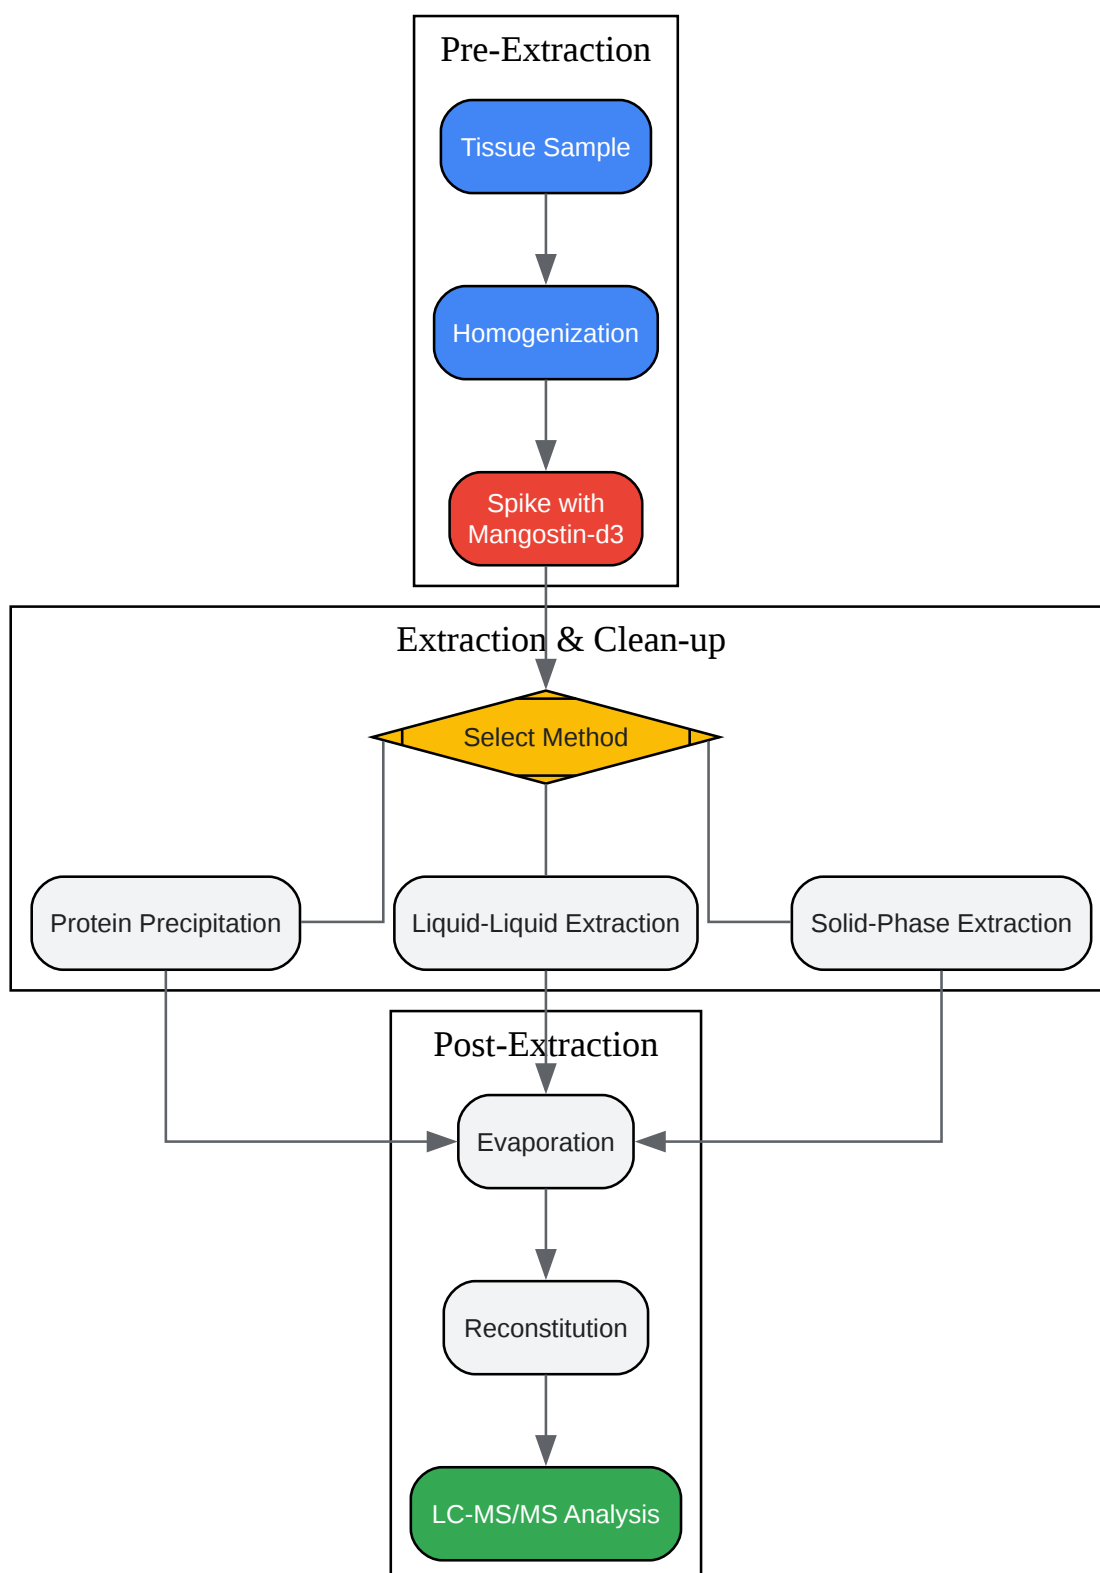 Pre-Extraction
Tissue Sample
Homogenization
Spike with
Mangostin-d3
Extraction & Clean-up
Select Method
Protein Precipitation
Liquid-Liquid Extraction
Solid-Phase Extraction
Post-Extraction
Evaporation
Reconstitution
LC-MS/MS Analysis